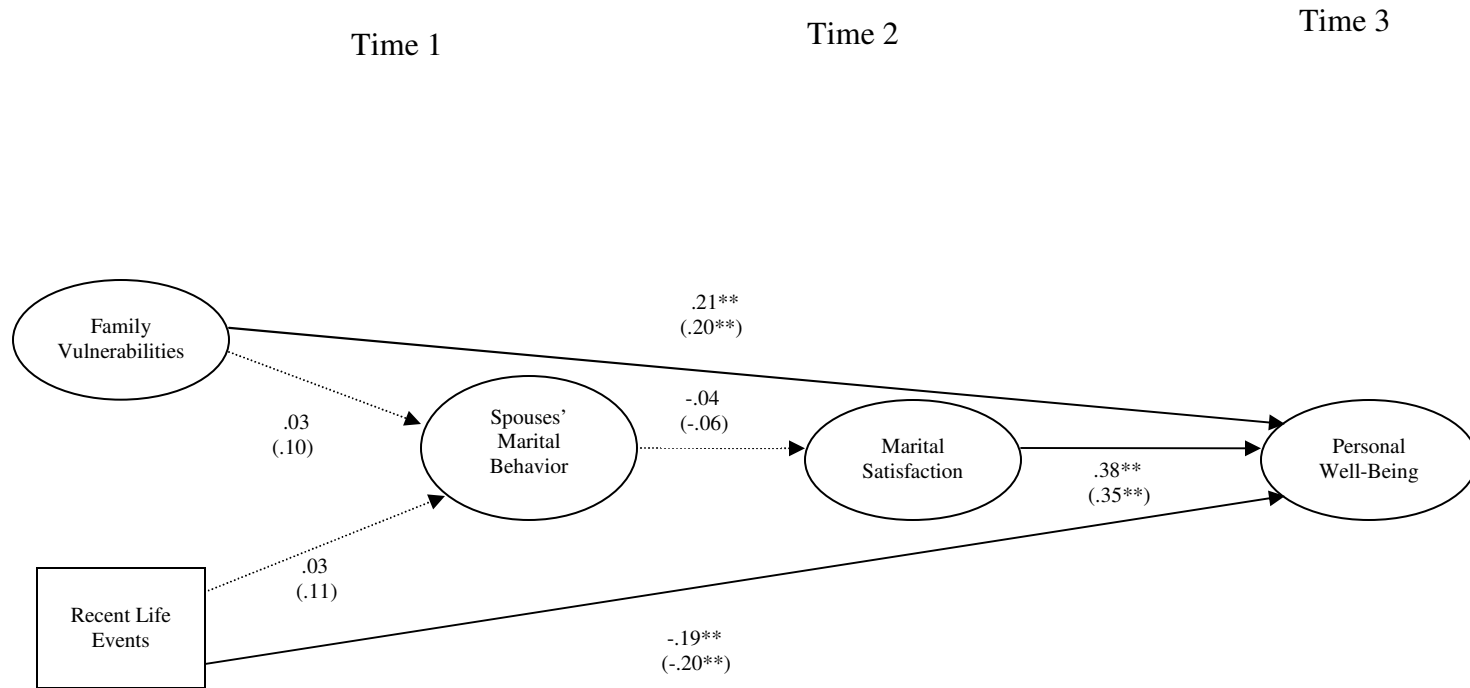 Time 1
Time 2
Time 3
Family
Vulnerabilities
.21**
(.20**)
.03
(.10)
Spouses’
Marital
Behavior
-.04
(-.06)
Marital
Satisfaction
.38**
(.35**)
Personal
Well-Being
.03
(.11)
Recent Life
Events
-.19**
(-.20**)